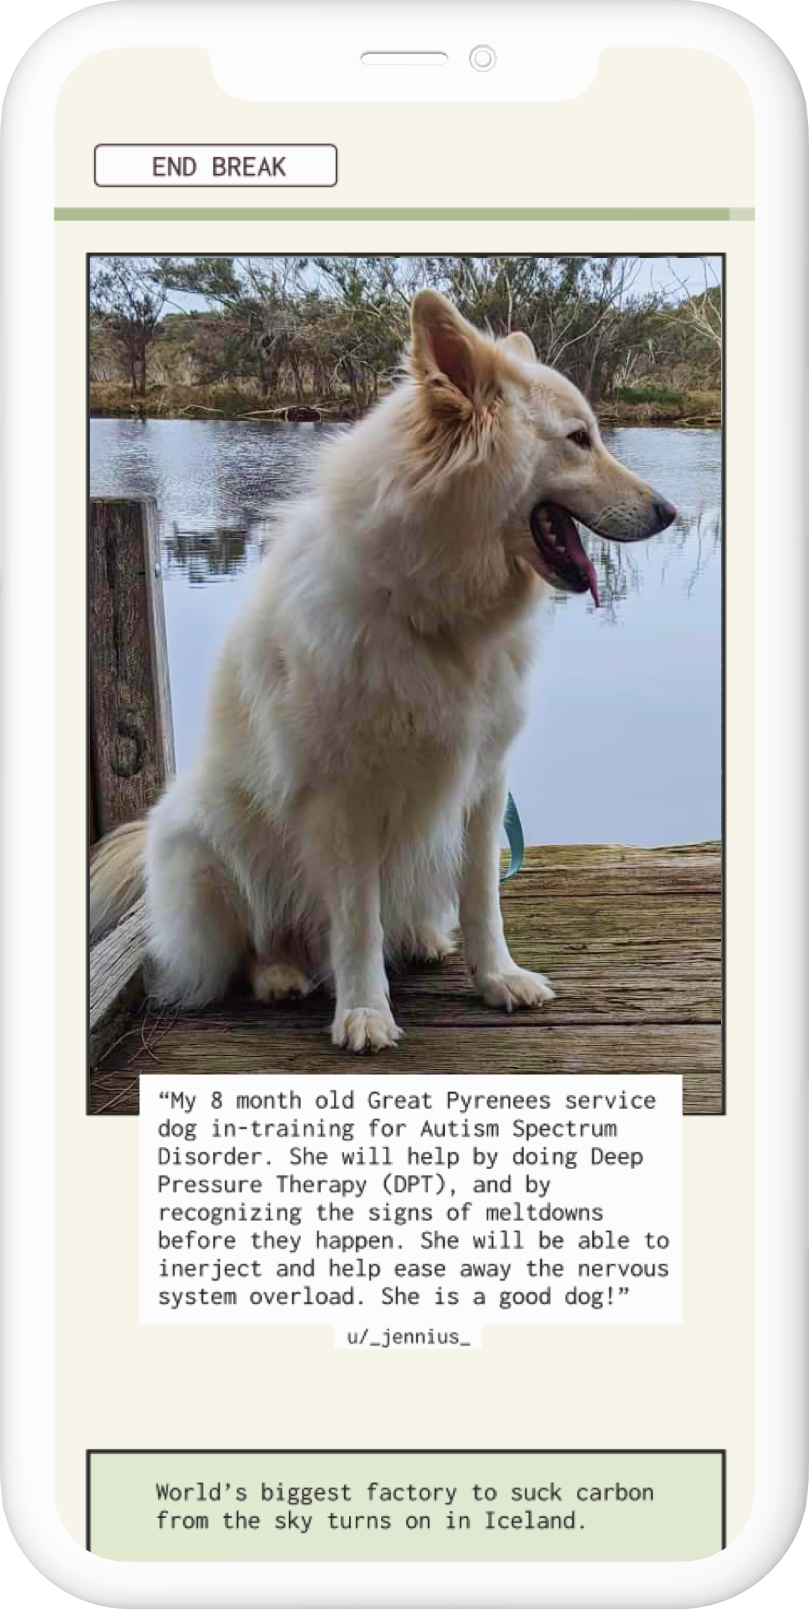 END BREAK
5
“My 8 month old Great Pyrenees service
dog in-training for Autism Spectrum
Disorder. She will help by doing Deep
Pressure Therapy (DPT), and by
recognizing the signs of meltdowns
before they happen. She will be able to
inerject and help ease away the nervous
system overload. She is a good dog!”
u/_jennius_
World’s biggest factory to suck carbon
from the sky turns on in Iceland.